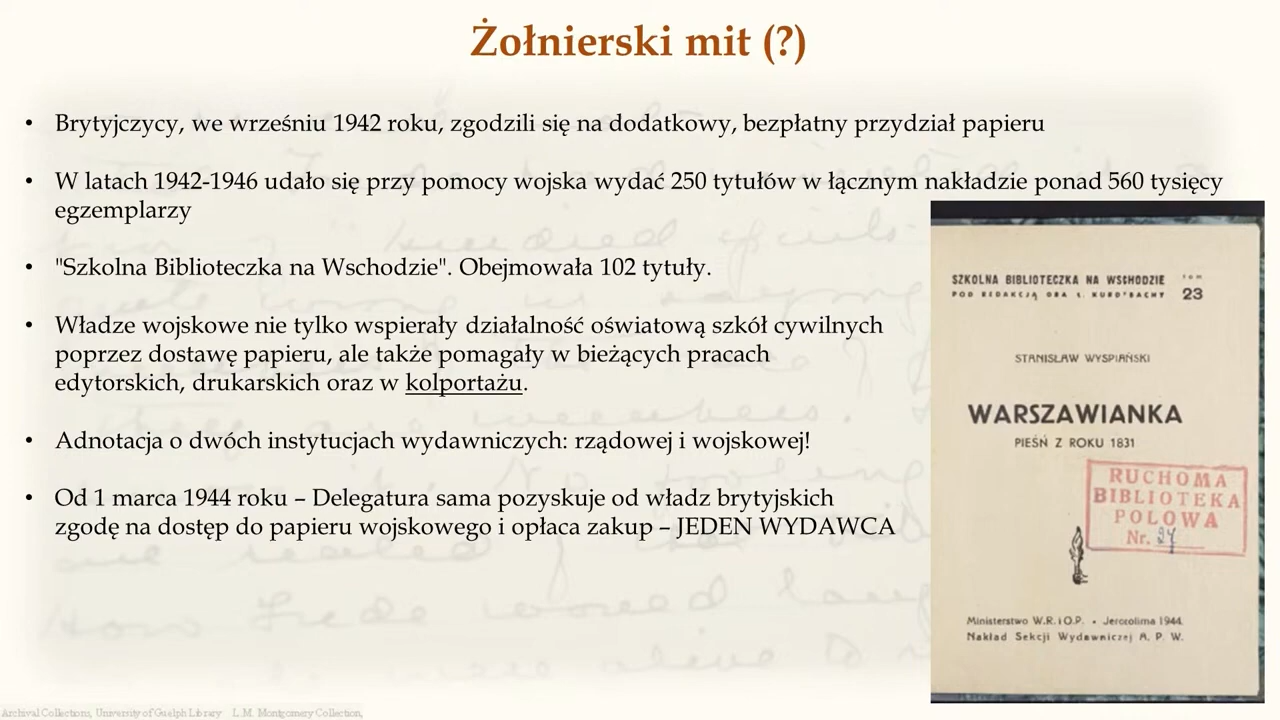 Żołnierski mit (?)
• Brytyjczycy, we wrześniu 1942 roku, zgodzili się na dodatkowy, bezpłatny przydział papieru
• W latach 1942-1946 udało się przy pomocy wojska wydać 250 tytułów w łącznym nakładzie ponad 560 tysięcy
egzemplarzy
• "Szkolna Biblioteczka na Wschodzie". Obejmowała 102 tytuły.
• Władze wojskowe nie tylko wspierały działalność oświatową szkół cywilnych
poprzez dostawę papieru, ale także pomagały w bieżących pracach
edytorskich, drukarskich oraz w kolportażu.
• Adnotacja o dwóch instytucjach wydawniczych: rządowej i wojskowej!
• Od 1 marca 1944 roku – Delegatura sama pozyskuje od władz brytyjskich
zgodę na dostęp do papieru wojskowego i opłaca zakup – JEDEN WYDAWCA
SZKOLNA BIBLIOTECZKA NA WSCHODZIE tom
POD REDAKCJĄ DRA Ł. KURDYBACHY 23
STANISŁAW WYSPIAŃSKI
WARSZAWIANKA
PIEŚŃ Z ROKU 1831
RUCHOMA
BIBLIOTEKA
POLOWA
Nr.
Ministerstwo W.R. i O.P. • Jerozolima 1944.
Nakład Sekcji Wydawniczej A. P. W.
Archival Collections, University of Guelph Library L.M. Montgomery Collection,